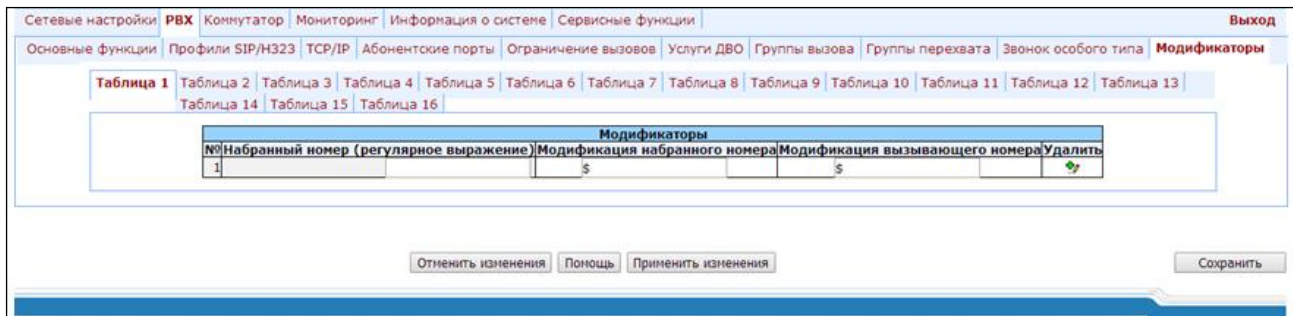 Сетевые настройки PBX Коммутатор Мониторинг Информация о системе Сервисные функции Выход
Основные функции Профили SIP/H323 TCP/IP Абонентские порты Ограничение вызовов Услуги ДВО Группы вызова Группы перехвата Звонок особого типа Модификаторы
Таблица 1 Таблица 2 Таблица 3 Таблица 4 Таблица 5 Таблица 6 Таблица 7 Таблица 8 Таблица 9 Таблица 10 Таблица 11 Таблица 12 Таблица 13
Таблица 14 Таблица 15 Таблица 16
Модификаторы
№ Набранный номер (регулярное выражение) Модификация набранного номера Модификация вызывающего номера Удалить
1 $ $
Отменить изменения Помощь Применить изменения Сохранить